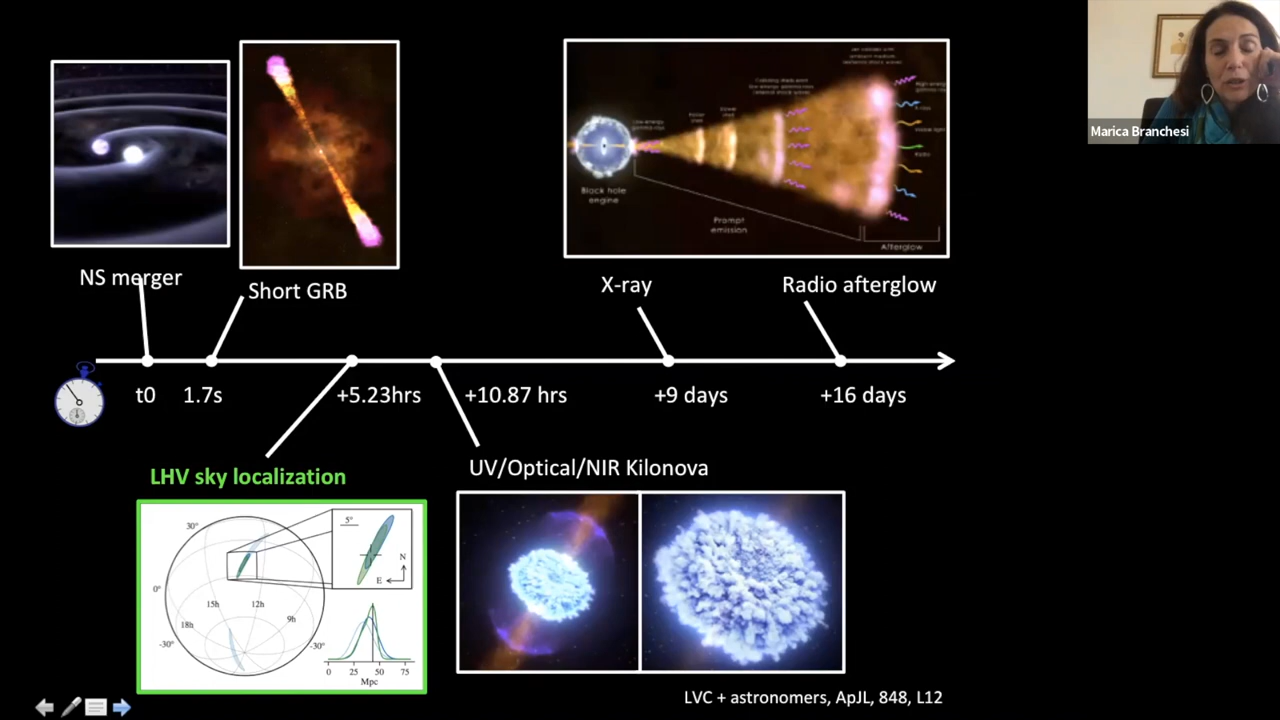 Marica Branchesi
Black hole
engine
Prompt
emission
Afterglow
NS merger
Short GRB
X-ray
Radio afterglow
t0
1.7s
+5.23hrs
+10.87 hrs
+9 days
+16 days
LHV sky localization
UV/Optical/NIR Kilonova
30°
5°
N
E
0°
15h
12h
18h
9h
-30°
-30°
0
25
50
75
Mpc
LVC + astronomers, ApJL, 848, L12